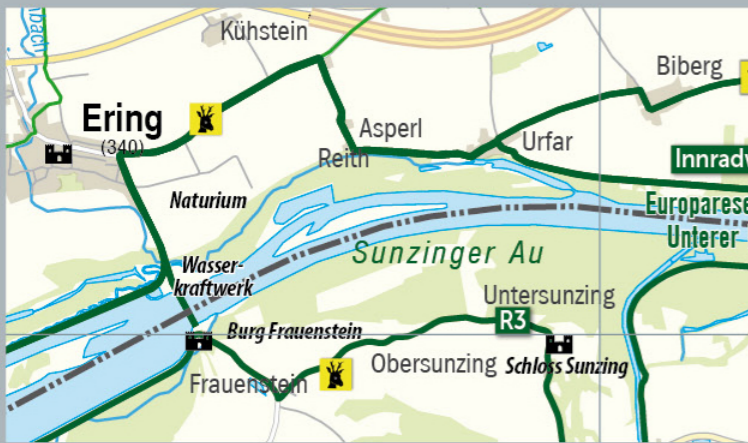 Kühstein
Biberg
Ering
(340)
Asperl
Urfar
Reith
Innradw
Naturium
Europarese
Unterer
Sunzinger Au
Wasser-
kraftwerk
Untersunzing
R3
Burg Frauenstein
Obersunzing
Schloss Sunzing
Frauenstein